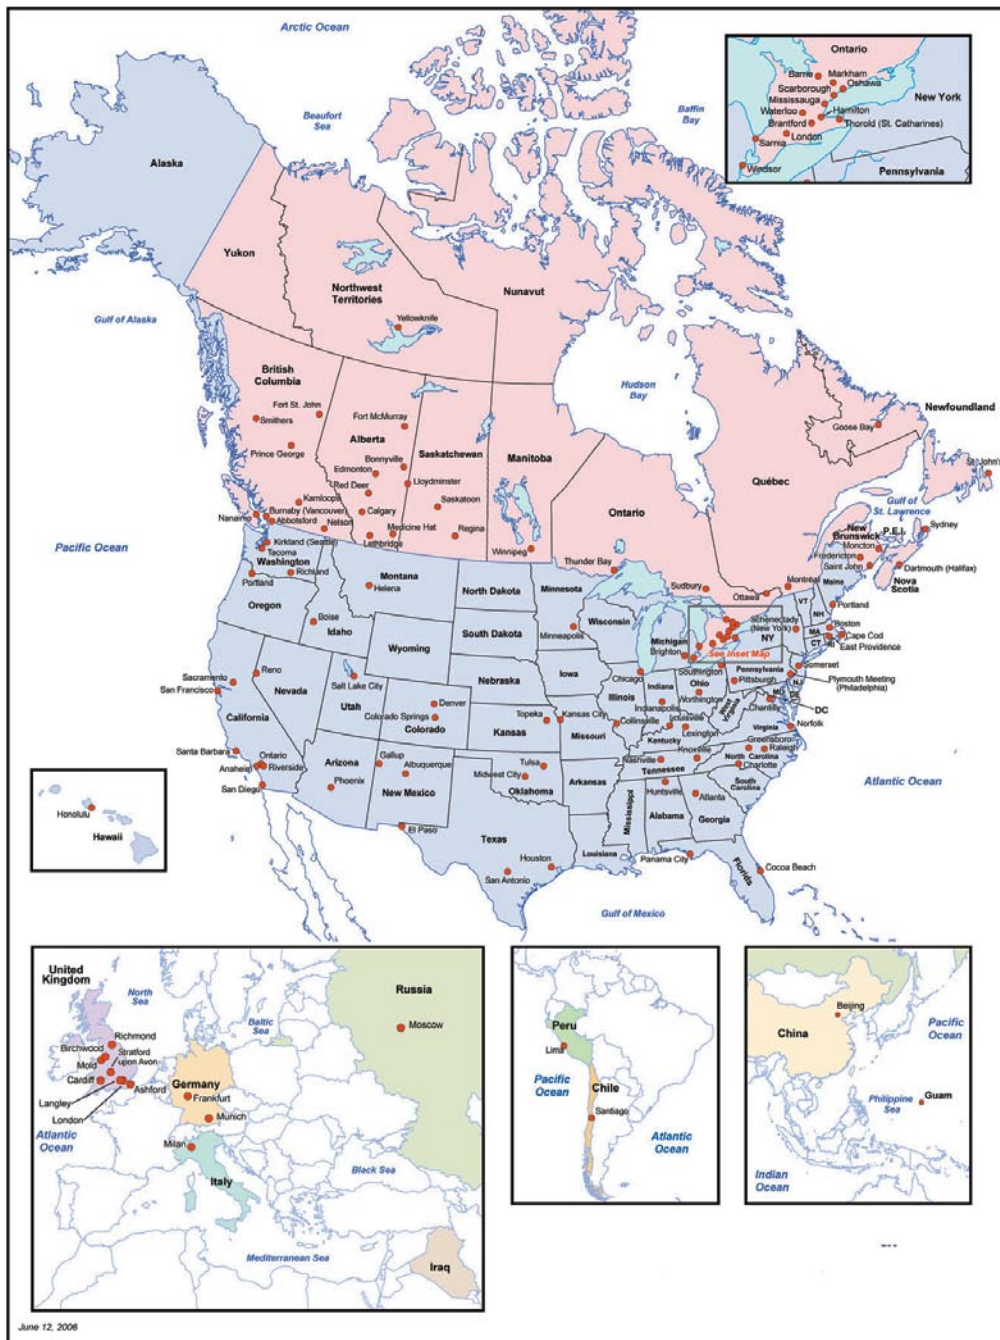 Arctic Ocean
Beaufort
Sea
Baffin
Bay
Ontario
Barrie
Markham
Scarborough
Oshawa
Mississauga
Waterloo
Hamilton
Brantford
Thorold (St. Catharines)
London
Sarnia
Windsor
New York
Pennsylvania
Alaska
Yukon
Northwest
Territories
Nunavut
Yellowknife
Gulf of Alaska
Hudson
Bay
British
Columbia
Fort St. John
Smithers
Prince George
Fort McMurray
Alberta
Bonnyville
Edmonton
Lloydminster
Red Deer
Calgary
Medicine Hat
Lethbridge
Saskatchewan
Saskatoon
Regina
Manitoba
Winnipeg
Ontario
Thunder Bay
Sudbury
Ottawa
Québec
Montréal
Newfoundland
Goose Bay
St. John's
Gulf of
St. Lawrence
New
Brunswick
P.E.I.
Sydney
Moncton
Fredericton
Saint John
Dartmouth (Halifax)
Nova
Scotia
Kamloops
Burnaby (Vancouver)
Nanaimo
Abbotsford
Nelson
Pacific Ocean
Kirkland (Seattle)
Tacoma
Washington
Richland
Portland
Oregon
Boise
Idaho
Montana
Helena
North Dakota
Minnesota
Minneapolis
South Dakota
Wisconsin
Michigan
Brighton
Wyoming
Nebraska
Iowa
Chicago
Illinois
Indiana
Indianapolis
Ohio
Southington
Worthington
See Inset Map
Schenectady
(New York)
NY
VT
NH
Maine
Portland
MA
Boston
CT
RI
Cape Cod
East Providence
Pennsylvania
Pittsburgh
Somerset
NJ
Plymouth Meeting
(Philadelphia)
MD
DE
DC
Chantilly
West
Virginia
Virginia
Norfolk
Sacramento
San Francisco
Reno
Nevada
California
Salt Lake City
Utah
Denver
Colorado Springs
Colorado
Topeka
Kansas City
Kansas
Collinsville
Missouri
Louisville
Lexington
Kentucky
Knoxville
Nashville
Tennessee
Greensboro
Raleigh
North Carolina
Charlotte
South
Carolina
Santa Barbara
Ontario
Anaheim
Riverside
San Diego
Arizona
Phoenix
Gallup
Albuquerque
New Mexico
El Paso
Tulsa
Midwest City
Oklahoma
Arkansas
Huntsville
Atlanta
Mississippi
Alabama
Georgia
Texas
Houston
San Antonio
Louisiana
Panama City
Florida
Cocoa Beach
Atlantic Ocean
Gulf of Mexico
Honolulu
Hawaii
United
Kingdom
North
Sea
Baltic
Sea
Russia
Moscow
Richmond
Birchwood
Stratford
upon Avon
Mold
Cardiff
Ashford
Langley
London
Atlantic
Ocean
Germany
Frankfurt
Munich
Milan
Italy
Black Sea
Mediterranean Sea
Iraq
Peru
Lima
Pacific
Ocean
Chile
Santiago
Atlantic
Ocean
Beijing
China
Pacific
Ocean
Philippine
Sea
Guam
Indian
Ocean
June 12, 2006